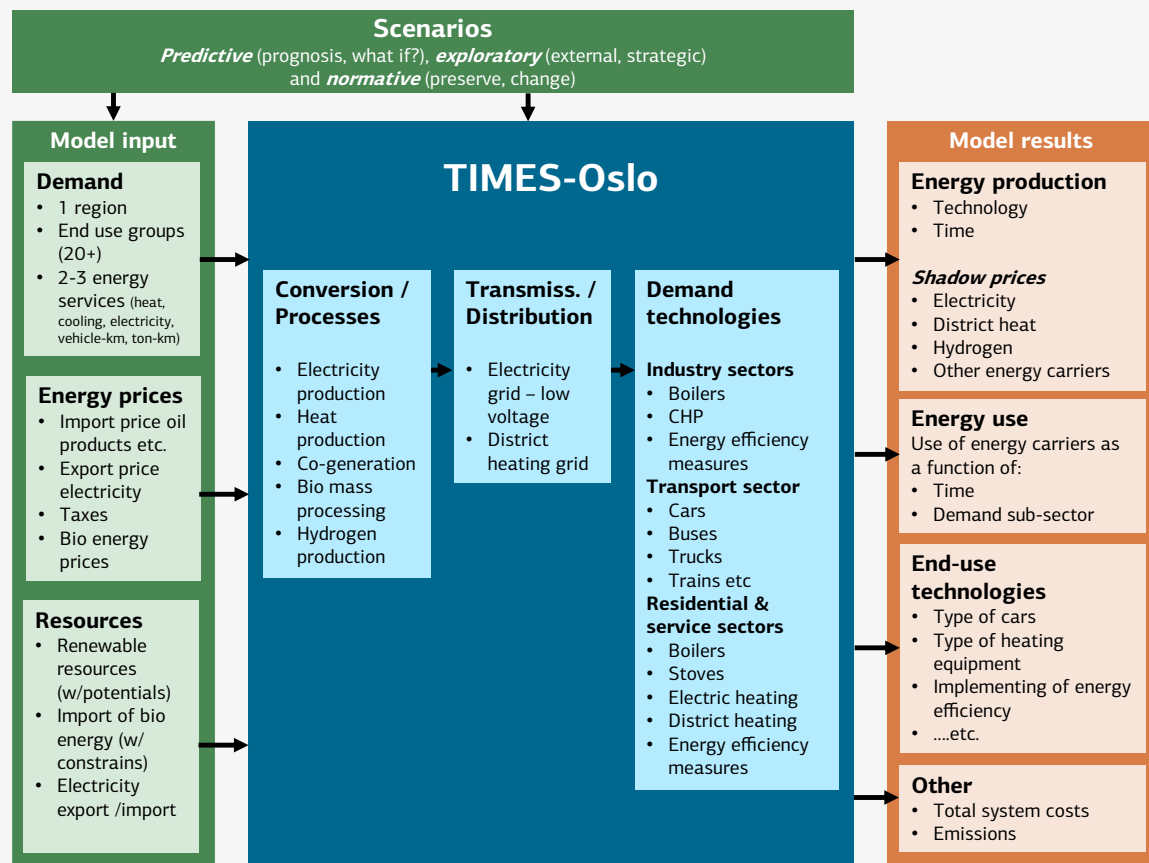 Scenarios
Predictive (prognosis, what if?), exploratory (external, strategic)
and normative (preserve, change)
Model input
Demand
• 1 region
• End use groups
(20+)
• 2-3 energy
services (heat,
cooling, electricity,
vehicle-km, ton-km)
Energy prices
• Import price oil
products etc.
• Export price
electricity
• Taxes
• Bio energy
prices
Resources
• Renewable
resources
(w/potentials)
• Import of bio
energy (w/
constrains)
• Electricity
export /import
TIMES-Oslo
Conversion /
Processes
• Electricity
production
• Heat
production
• Co-generation
• Bio mass
processing
• Hydrogen
production
Transmiss. /
Distribution
• Electricity
grid – low
voltage
• District
heating grid
Demand
technologies
Industry sectors
• Boilers
• CHP
• Energy efficiency
measures
Transport sector
• Cars
• Buses
• Trucks
• Trains etc
Residential &
service sectors
• Boilers
• Stoves
• Electric heating
• District heating
• Energy efficiency
measures
Model results
Energy production
• Technology
• Time
Shadow prices
• Electricity
• District heat
• Hydrogen
• Other energy carriers
Energy use
Use of energy carriers as
a function of:
• Time
• Demand sub-sector
End-use
technologies
• Type of cars
• Type of heating
equipment
• Implementing of energy
efficiency
• ....etc.
Other
• Total system costs
• Emissions